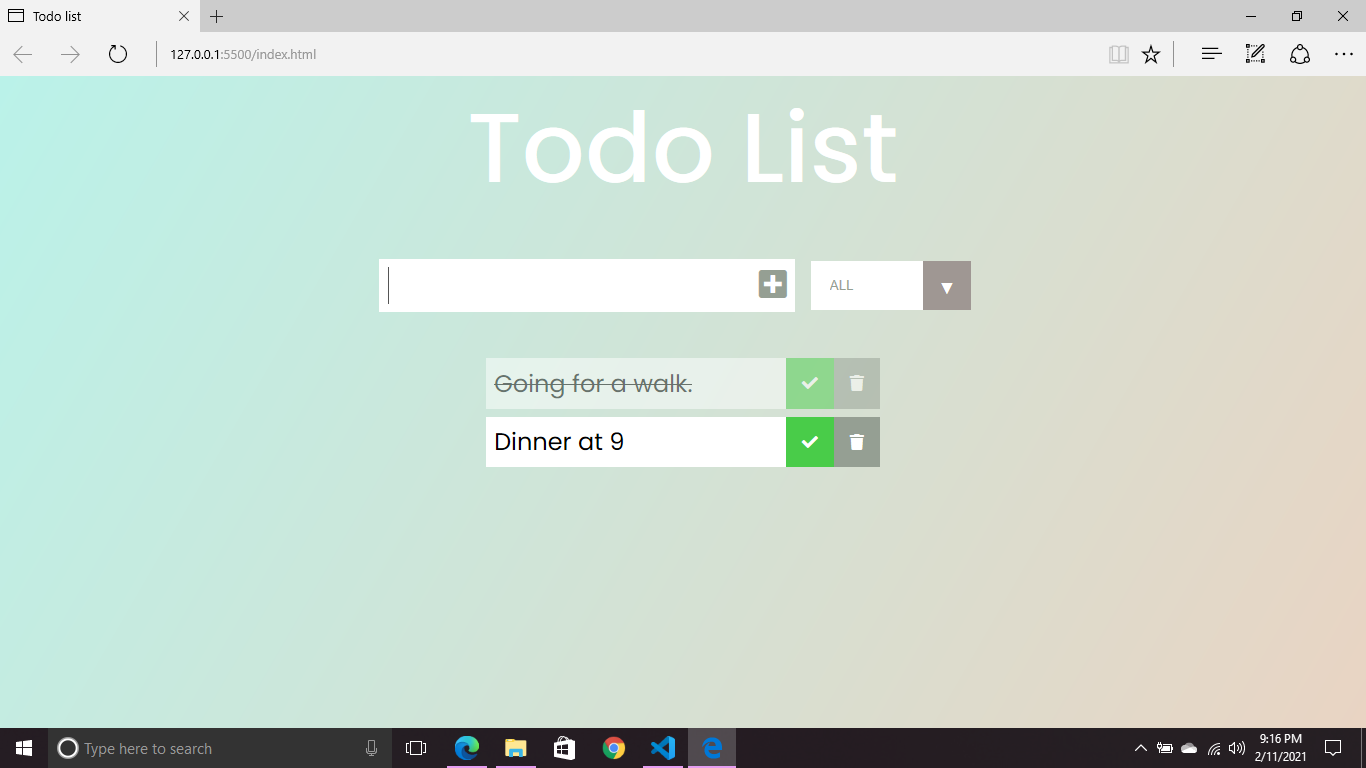 Todo list
127.0.0.1:5500/index.html
Todo List
ALL
Going for a walk.
Dinner at 9
Type here to search
9:16 PM
2/11/2021